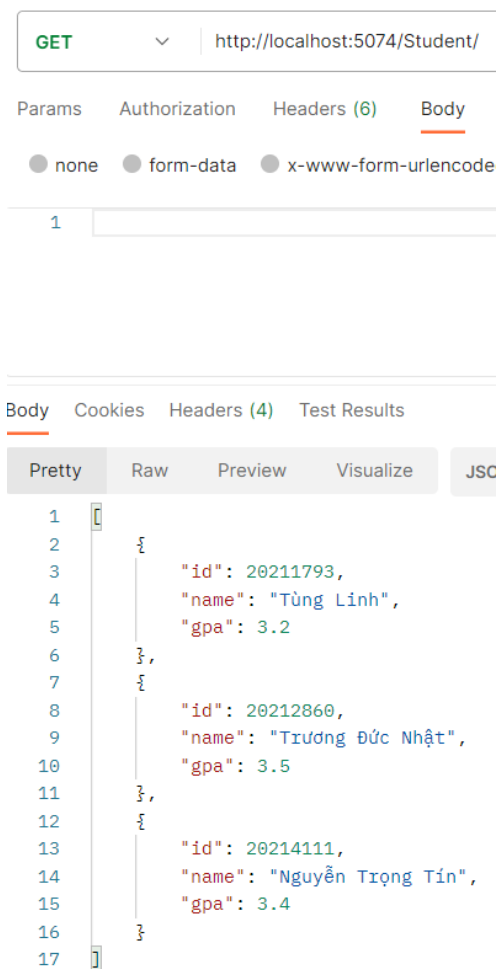 GET http://localhost:5074/Student/
Params Authorization Headers (6) Body
none form-data x-www-form-urlencode
1
Body Cookies Headers (4) Test Results
Pretty Raw Preview Visualize JSO
1 [
2 {
3 "id": 20211793,
4 "name": "Tùng Linh",
5 "gpa": 3.2
6 },
7 {
8 "id": 20212860,
9 "name": "Trương Đức Nhật",
10 "gpa": 3.5
11 },
12 {
13 "id": 20214111,
14 "name": "Nguyễn Trọng Tín",
15 "gpa": 3.4
16 }
17 ]